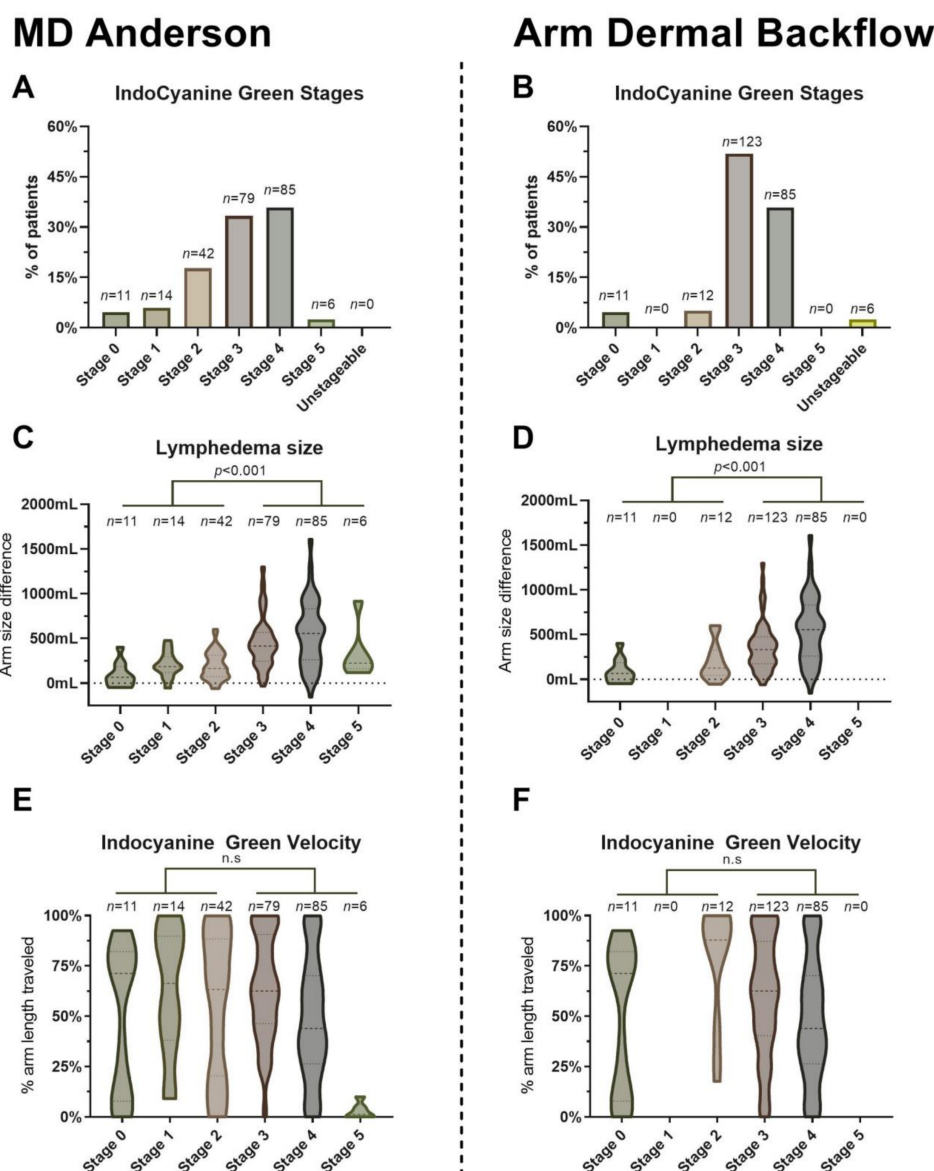 MD Anderson
Arm Dermal Backflow
A
IndoCyanine Green Stages
% of patients
60%
45%
30%
15%
0%
n=11
n=14
n=42
n=79
n=85
n=6
n=0
Stage 0
Stage 1
Stage 2
Stage 3
Stage 4
Stage 5
Unstageable
B
IndoCyanine Green Stages
% of patients
60%
45%
30%
15%
0%
n=11
n=0
n=12
n=123
n=85
n=0
n=6
Stage 0
Stage 1
Stage 2
Stage 3
Stage 4
Stage 5
Unstageable
C
Lymphedema size
p<0.001
Arm size difference
2000mL
1500mL
1000mL
500mL
0mL
n=11
n=14
n=42
n=79
n=85
n=6
Stage 0
Stage 1
Stage 2
Stage 3
Stage 4
Stage 5
D
Lymphedema size
p<0.001
Arm size difference
2000mL
1500mL
1000mL
500mL
0mL
n=11
n=0
n=12
n=123
n=85
n=0
Stage 0
Stage 1
Stage 2
Stage 3
Stage 4
Stage 5
E
Indocyanine Green Velocity
n.s
% arm length traveled
100%
75%
50%
25%
0%
n=11
n=14
n=42
n=79
n=85
n=6
Stage 0
Stage 1
Stage 2
Stage 3
Stage 4
Stage 5
F
Indocyanine Green Velocity
n.s
% arm length traveled
100%
75%
50%
25%
0%
n=11
n=0
n=12
n=123
n=85
n=0
Stage 0
Stage 1
Stage 2
Stage 3
Stage 4
Stage 5